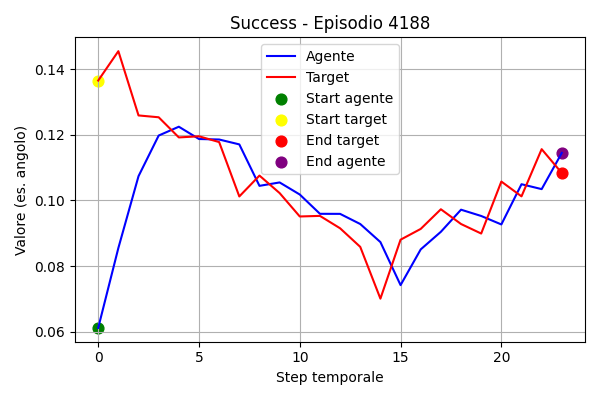 Success - Episodio 4188
Agente
Target
Start agente
Start target
End target
End agente
0.14
0.12
0.10
0.08
0.06
Valore (es. angolo)
0 5 10 15 20
Step temporale